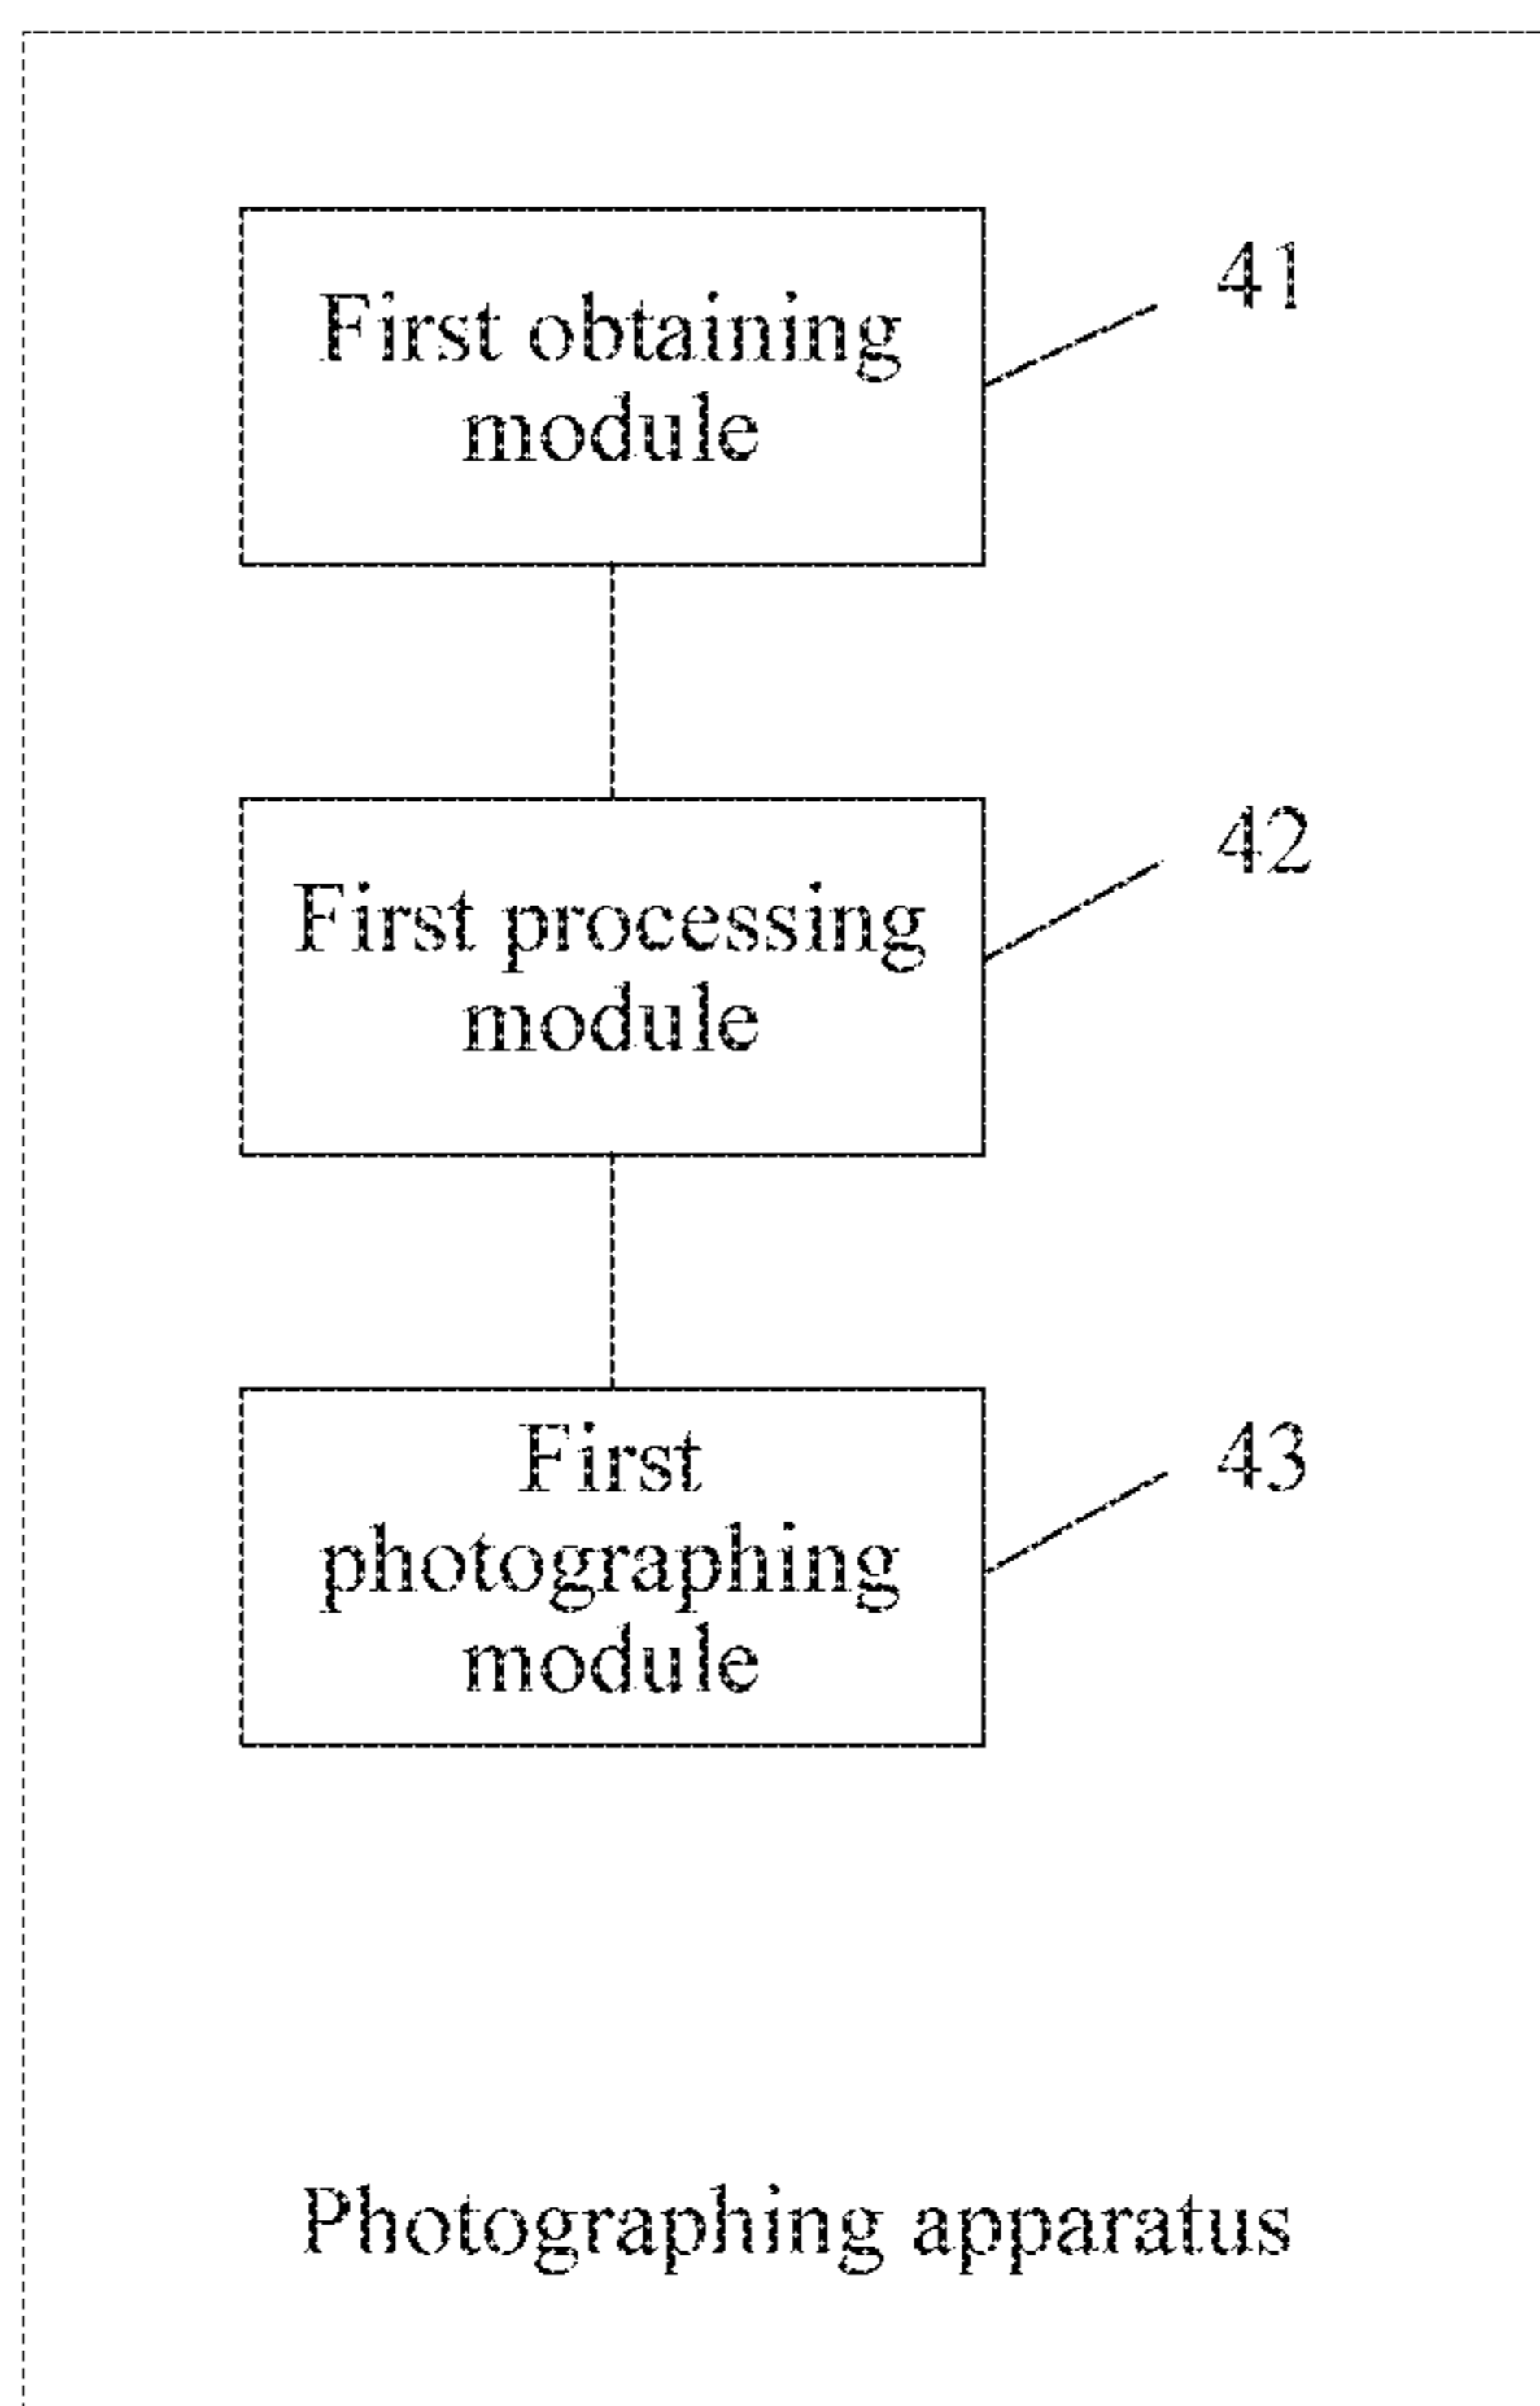 First obtaining
module
41
First processing
module
42
First
photographing
module
43
Photographing apparatus